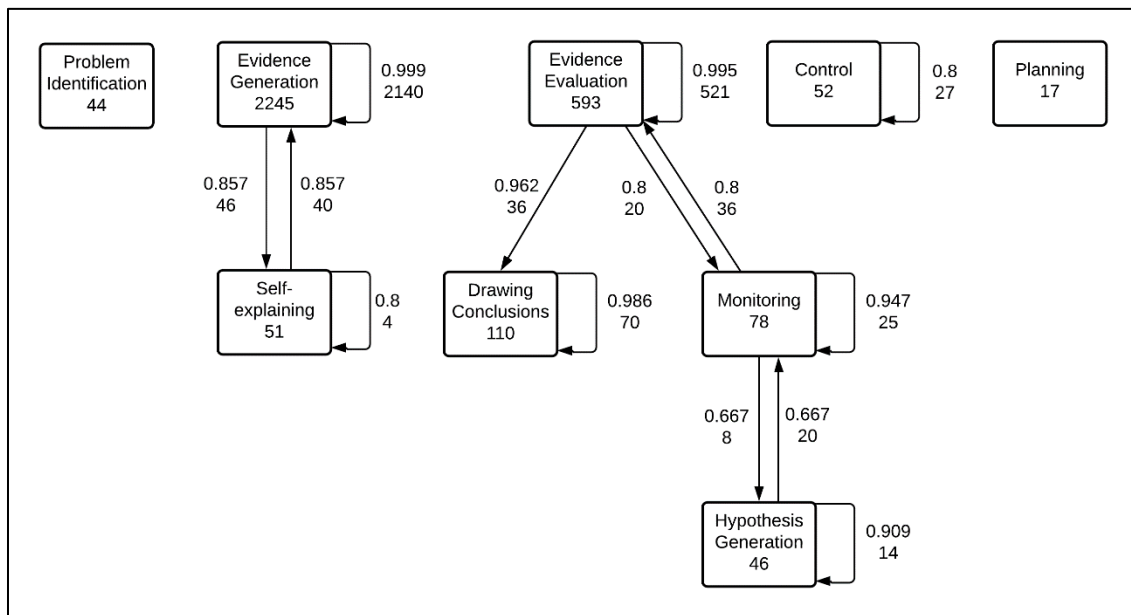 Problem
Identification
44
Evidence
Generation
2245
0.999
2140
Evidence
Evaluation
593
0.995
521
Control
52
0.8
27
Planning
17
0.857
46
0.857
40
0.962
36
0.8
20
0.8
36
Self-
explaining
51
0.8
4
Drawing
Conclusions
110
0.986
70
Monitoring
78
0.947
25
0.667
8
0.667
20
Hypothesis
Generation
46
0.909
14